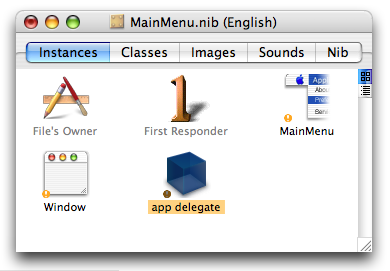 MainMenu.nib (English)
Instances Classes Images Sounds Nib
File's Owner First Responder MainMenu
Window app delegate